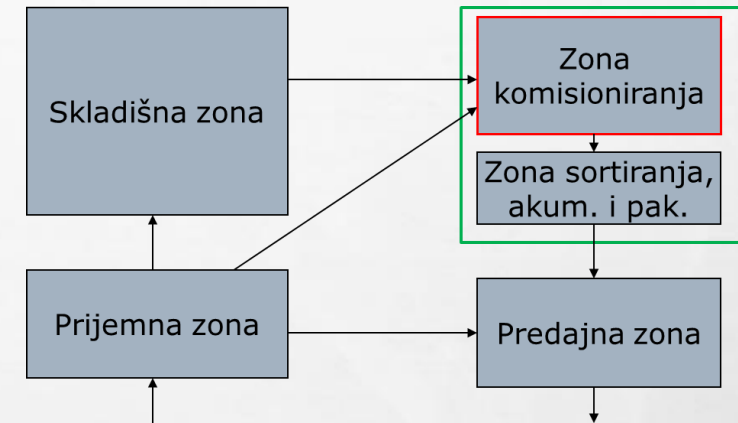 Skladišna zona
Zona
komisioniranja
Zona sortiranja,
akum. i pak.
Prijemna zona
Predajna zona